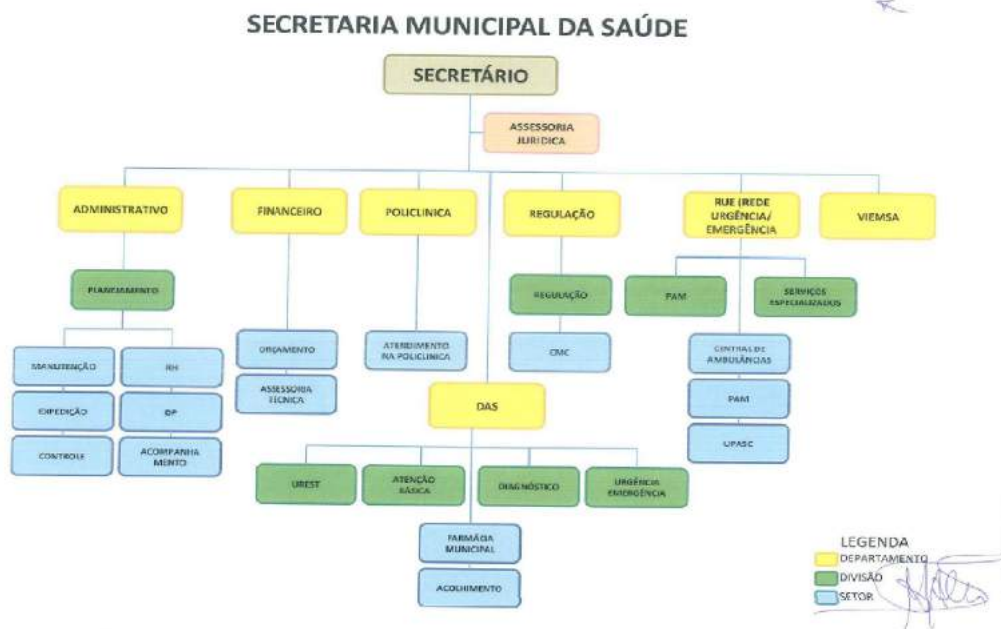 SECRETARIA MUNICIPAL DA SAÚDE
SECRETÁRIO
ASSESSORIA
JURIDICA
ADMINISTRATIVO
FINANCEIRO
POLICLINICA
REGULAÇÃO
RUE (REDE
URGÊNCIA/
EMERGÊNCIA
VIEMSA
PLANEJAMENTO
REGULAÇÃO
PAM
SERVIÇOS
ESPECIALIZADOS
MANUTENÇÃO
RH
ORÇAMENTO
ATENDIMENTO
NA POLICLINICA
CMC
CENTRAL DE
AMBULÂNCIAS
EXPEDIÇÃO
DP
ASSESSORIA
TECNICA
DAS
PAM
CONTROLE
ACOMPANHA
MENTO
UPASC
UREST
ATENÇÃO
BÁSICA
DIAGNÓSTICO
URGÊNCIA
EMERGÊNCIA
FARMÁCIA
MUNICIPAL
ACOLHIMENTO
LEGENDA
DEPARTAMENTO
DIVISÃO
SETOR